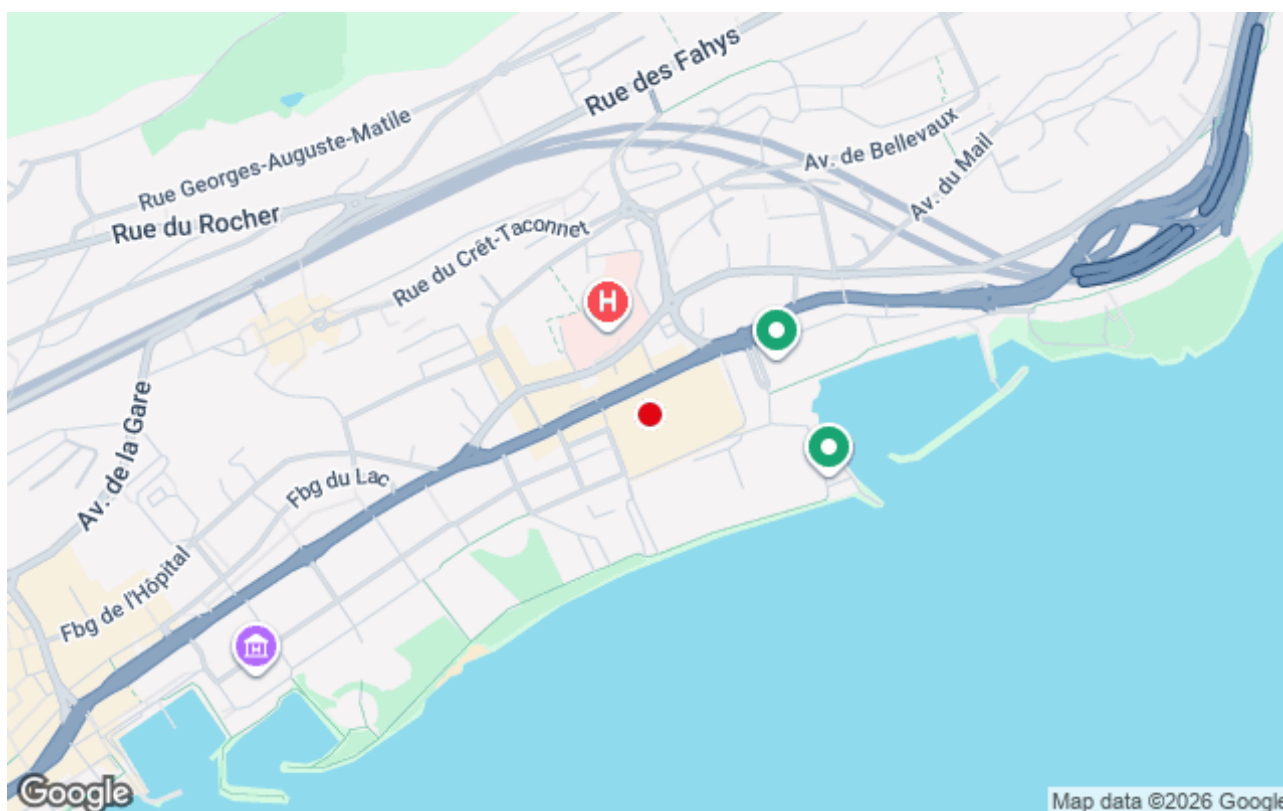 Rue des Fahys
Rue Georges-Auguste-Matile
Av. de Bellevaux
Av. du Mail
Rue du Rocher
Rue du Crêt-Taconnet
H
Av. de la Gare
Fbg du Lac
Fbg de l'Hôpital
Google
Map data ©2026 Google